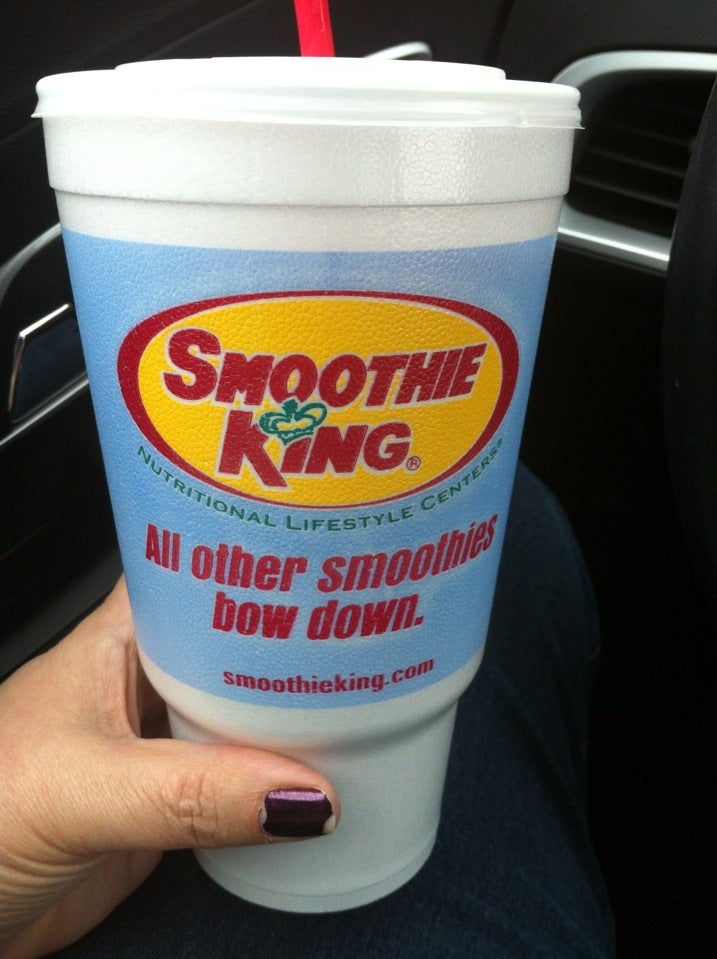 SMOOTHIE
KING®
NUTRITIONAL LIFESTYLE CENTERS®
All other smoothies
bow down.
smoothieking.com